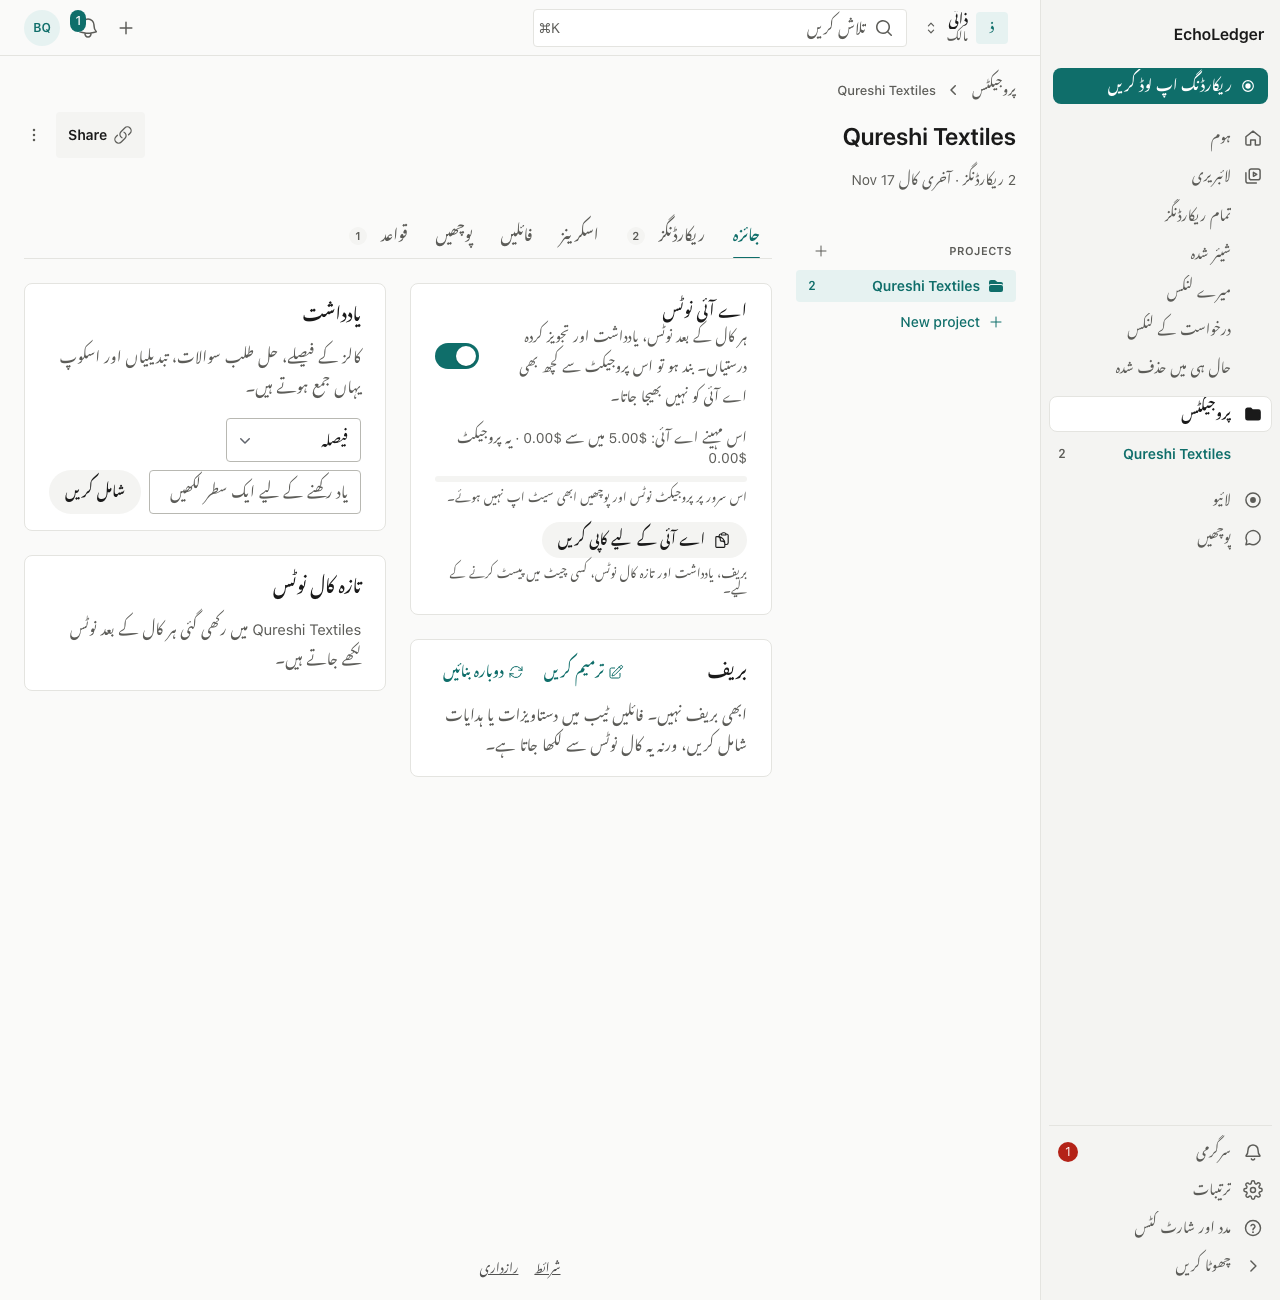 EchoLedger
ریکارڈنگ اپ لوڈ کریں
ہوم
لائبریری
تمام ریکارڈنگز
شیئر شدہ
میرے لنکس
درخواست کے لنکس
حال ہی میں حذف شدہ
پروجیکٹس
Qureshi Textiles 2
لائیو
پوچھیں
سرگرمی 1
ترتیبات
مدد اور شارٹ کٹس
چھوٹا کریں
ذ ذاتی
مالک
تلاش کریں ⌘K
1
BQ
پروجیکٹس Qureshi Textiles
Qureshi Textiles
Share
2 ریکارڈنگز · آخری کال Nov 17
PROJECTS
Qureshi Textiles 2
New project
جائزہ ریکارڈنگز 2 اسکرینز فائلیں پوچھیں قواعد 1
اے آئی نوٹس
ہر کال کے بعد نوٹس، یادداشت اور تجویز کردہ
درستیاں۔ بند ہو تو اس پروجیکٹ سے کچھ بھی
اے آئی کو نہیں بھیجا جاتا۔
اس مہینے اے آئی: $5.00 میں سے $0.00 · یہ پروجیکٹ
$0.00
اس سرور پر پروجیکٹ نوٹس اور پوچھیں ابھی سیٹ اپ نہیں ہوئے۔
اے آئی کے لیے کاپی کریں
بریف، یادداشت اور تازہ کال نوٹس، کسی چیٹ میں پیسٹ کرنے کے
لیے۔
بریف
ترمیم کریں
دوبارہ بنائیں
ابھی بریف نہیں۔ فائلیں ٹیب میں دستاویزات یا ہدایات
شامل کریں، ورنہ یہ کال نوٹس سے لکھا جاتا ہے۔
یادداشت
کالز کے فیصلے، حل طلب سوالات، تبدیلیاں اور اسکوپ
یہاں جمع ہوتے ہیں۔
فیصلہ
یاد رکھنے کے لیے ایک سطر لکھیں
شامل کریں
تازہ کال نوٹس
Qureshi Textiles میں رکھی گئی ہر کال کے بعد نوٹس
لکھے جاتے ہیں۔
شرائط رازداری